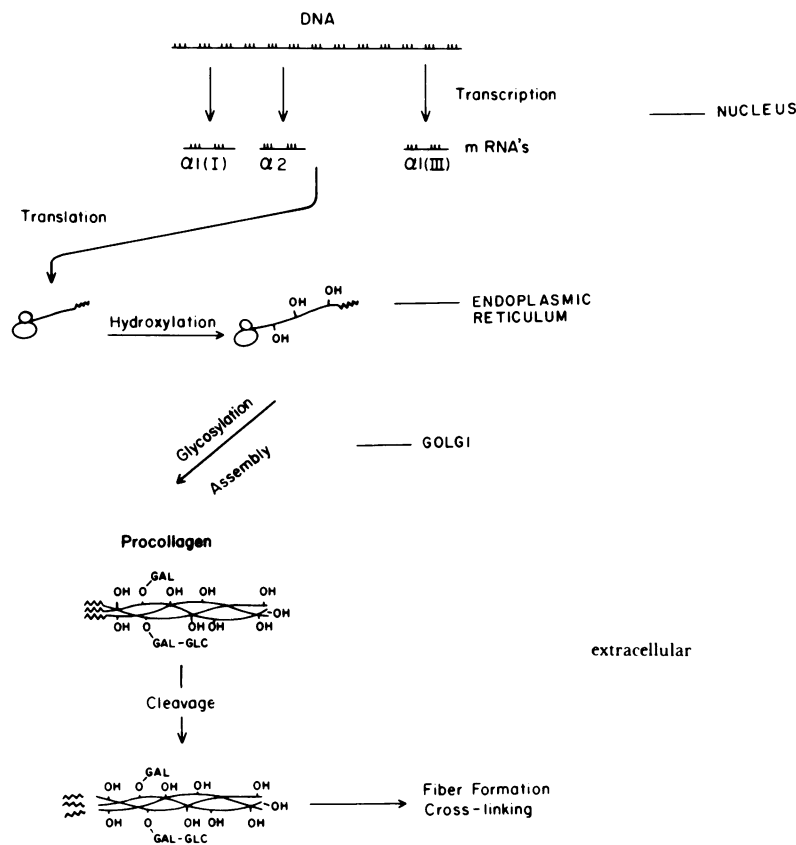 DNA
Transcription
NUCLEUS
α1(I)
α2
α1(III)
m RNA's
Translation
OH
OH
OH
Hydroxylation
ENDOPLASMIC
RETICULUM
Glycosylation
Assembly
GOLGI
Procollagen
GAL
OH O OH OH OH
OH
OH O OH OH OH
GAL-GLC
extracellular
Cleavage
GAL
OH O OH OH OH
OH
OH O OH OH OH
GAL-GLC
Fiber Formation
Cross-linking